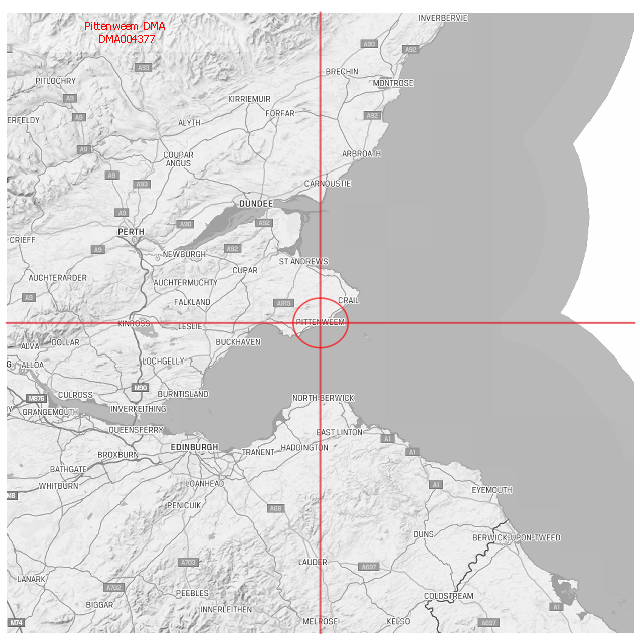 INVERBERVIE
Pittenweem DMA
DMA004377
A90
A92
A93
BRECHIN
PITLOCHRY
MONTROSE
A9
KIRRIEMUIR
FORFAR
A9
A92
ERFELDY
ALYTH
A9
COUPAR
ANGUS
ARBROATH
A9
A93
CARNOUSTIE
DUNDEE
A9
A90
A92
PERTH
CRIEFF
A9
A92
NEWBURGH
ST ANDREWS
CUPAR
AUCHTERARDER
AUCHTERMUCHTY
A9
FALKLAND
A915
CRAIL
KINROSS
LESLIE
PITTENWEEM
ALVA
DOLLAR
BUCKHAVEN
G
ALLOA
LOCHGELLY
M90
CULROSS
BURNTISLAND
M876
NORTH BERWICK
GRANGEMOUTH
INVERKEITHING
QUEENSFERRY
EAST LINTON
A1
EDINBURGH
HADDINGTON
BROXBURN
TRANENT
A1
BATHGATE
LOANHEAD
A1
WHITBURN
EYEMOUTH
M8
PENICUIK
A68
DUNS
BERWICK-UPON-TWEED
A703
LAUDER
A697
LANARK
A702
PEEBLES
COLDSTREAM
BIGGAR
INNERLEITHEN
A1
M74
MELROSE
KELSO
A697